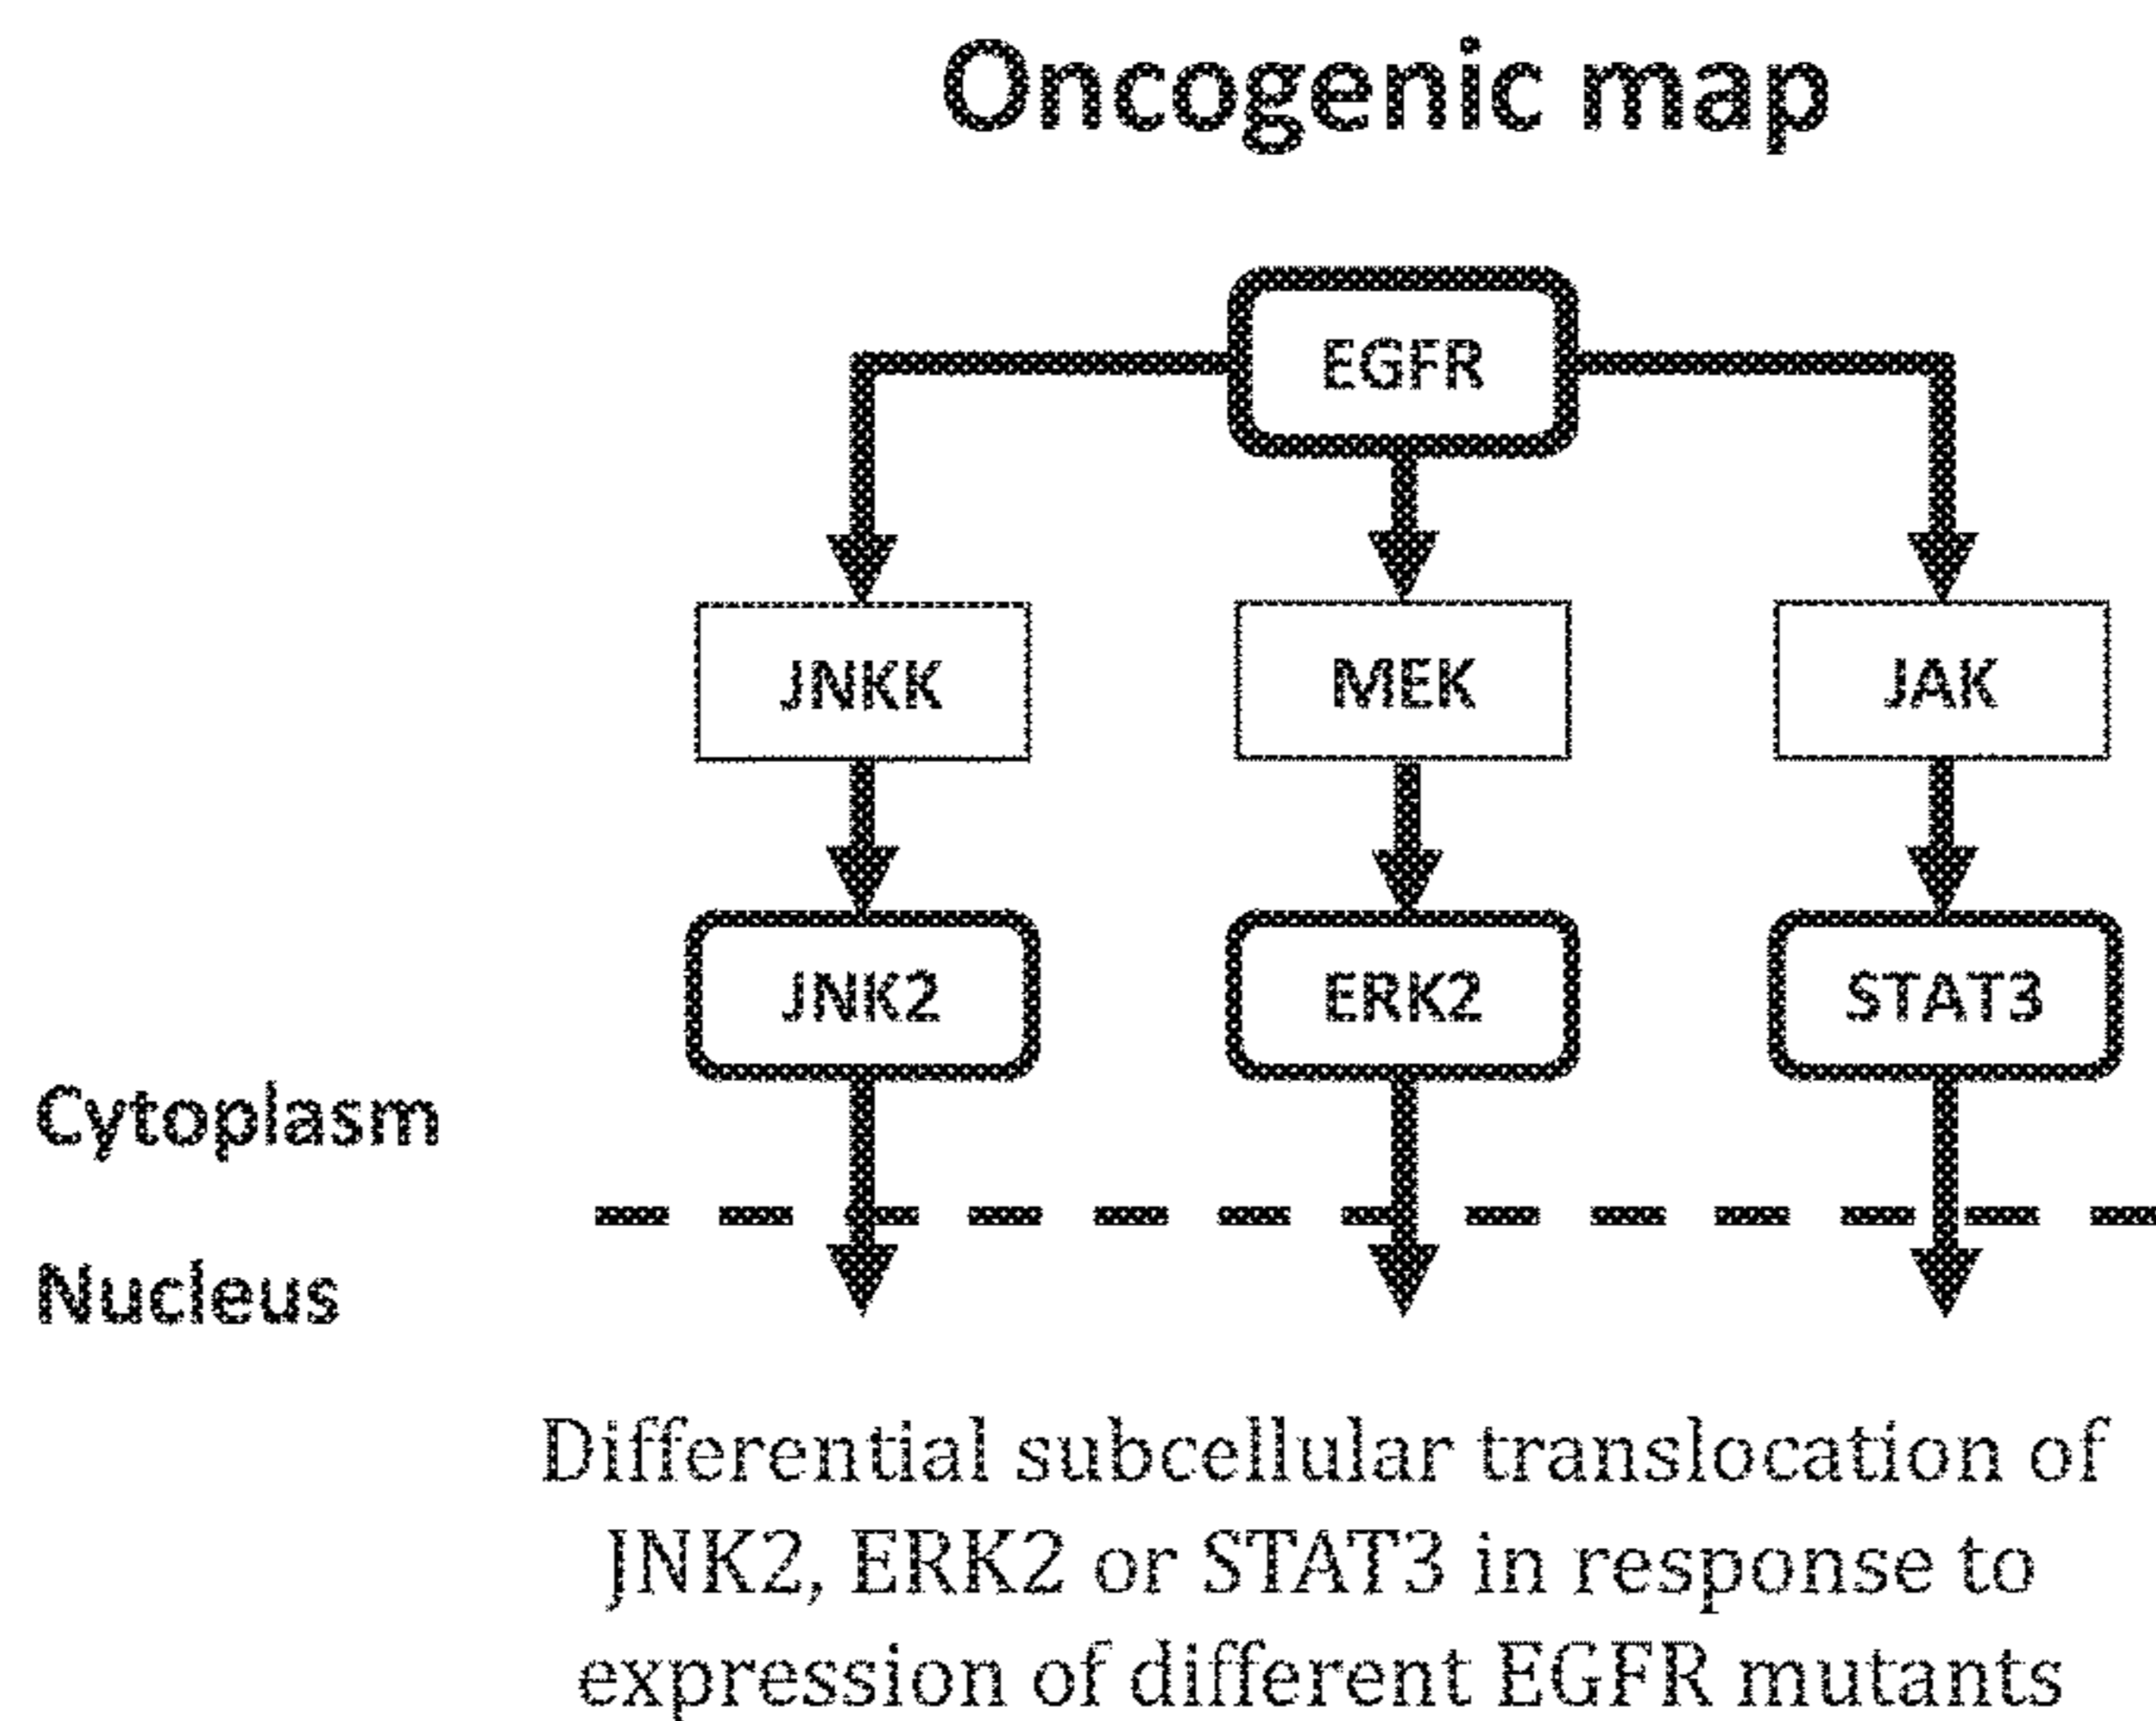 Oncogenic map
EGFR
JNKK MEK JAK
JNK2 ERK2 STAT3
Cytoplasm
Nucleus
Differential subcellular translocation of
JNK2, ERK2 or STAT3 in response to
expression of different EGFR mutants